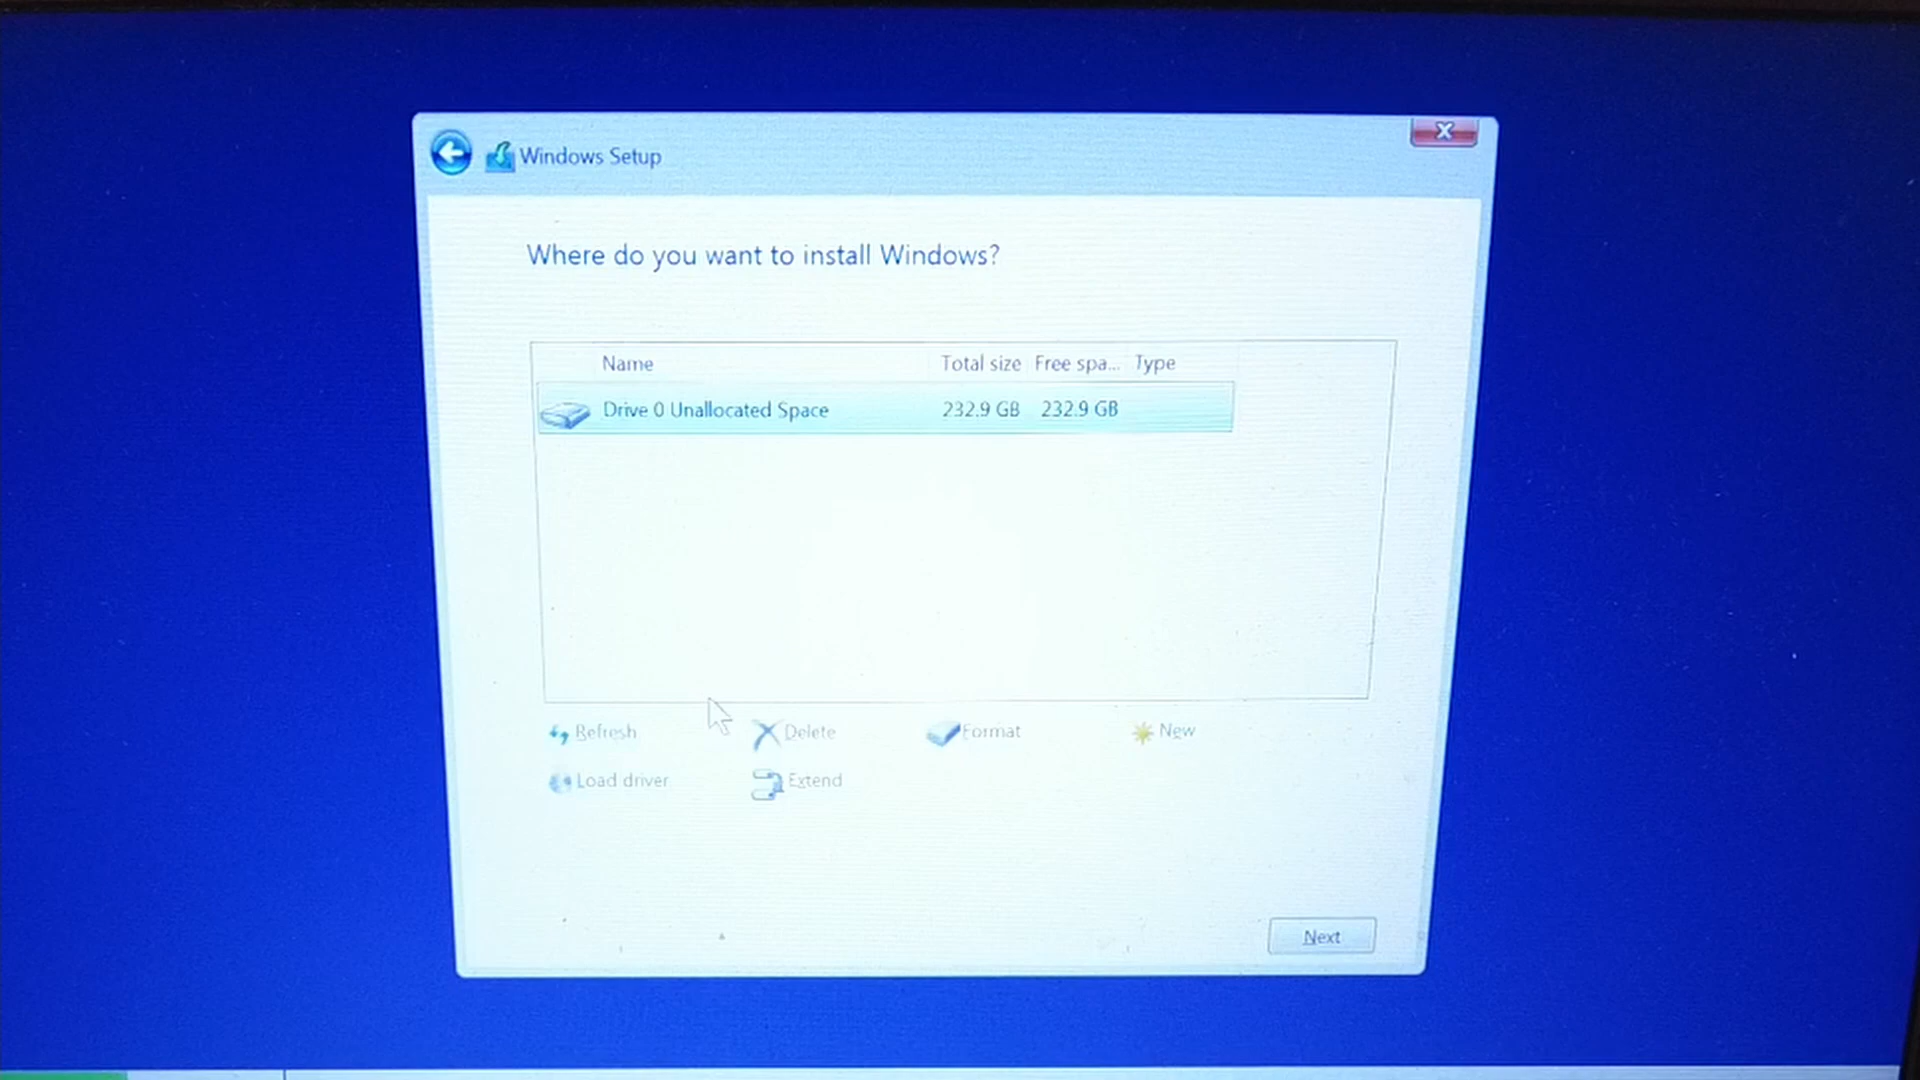 Windows Setup
Where do you want to install Windows?
Name Total size Free spa... Type
Drive 0 Unallocated Space 232.9 GB 232.9 GB
Refresh Delete Format New
Load driver Extend
Next